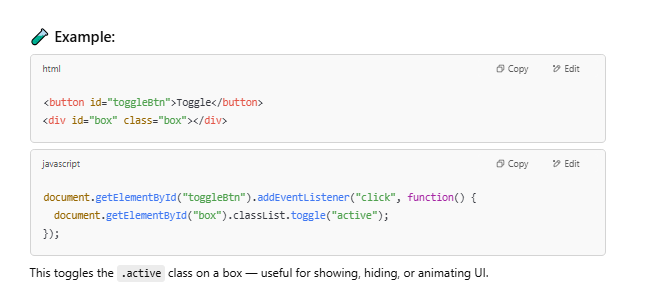 🧪 Example:
html
Copy Edit
<button id="toggleBtn">Toggle</button>
<div id="box" class="box"></div>
javascript
Copy Edit
document.getElementById("toggleBtn").addEventListener("click", function() {
  document.getElementById("box").classList.toggle("active");
});
This toggles the .active class on a box — useful for showing, hiding, or animating UI.